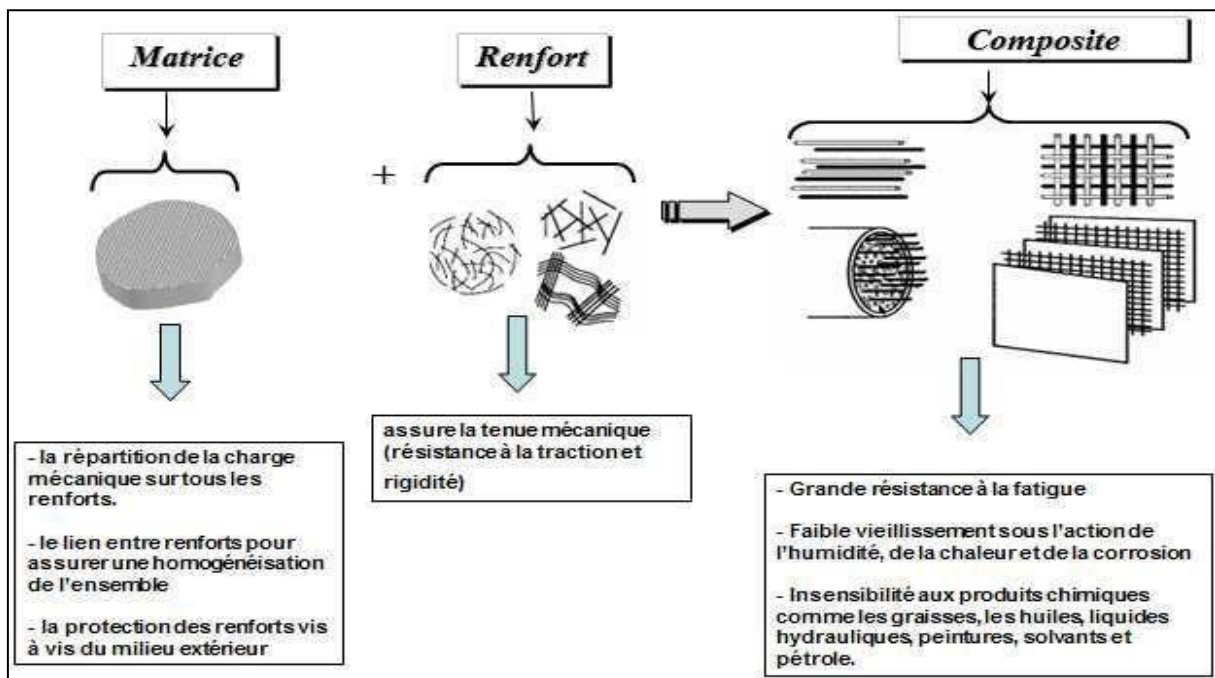 Matrice
Renfort
Composite
+
- la rèpartition de la charge
mécanique sur tous les
renforts.
- le lien entre renforts pour
assurer une homogénéisation
de l'ensemble
- la protection des renforts vis
à vis du milieu extérieur
assure la tenue mécanique
(résistance à la traction et
rigidité)
- Grande résistance à la fatigue
- Faible vieillissement sous l'action de
l'humidité, de la chaleur et de la corrosion
- Insensibilité aux produits chimiques
comme les graisses, les huiles, liquides
hydrauliques, peintures, solvants et
pétrole.